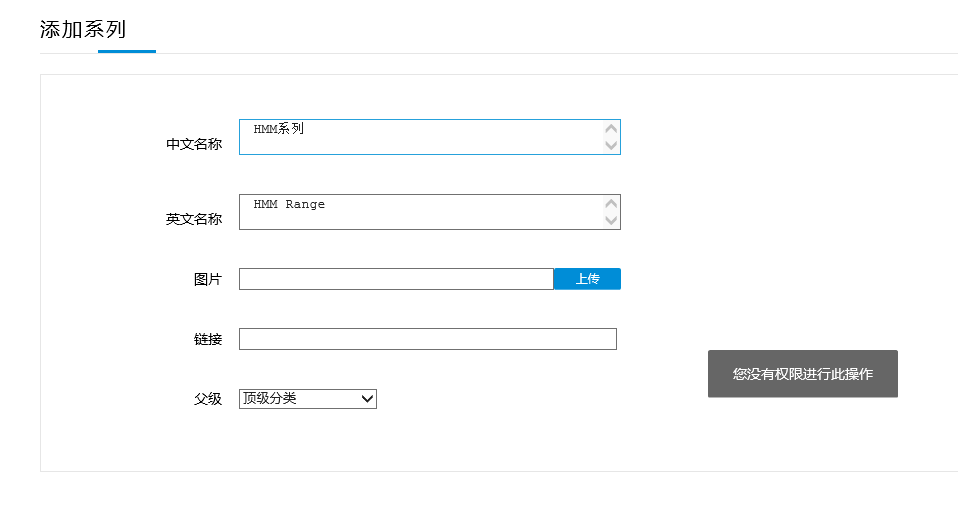 添加系列
中文名称
HMM系列
英文名称
HMM Range
图片
上传
链接
您没有权限进行此操作
父级
顶级分类